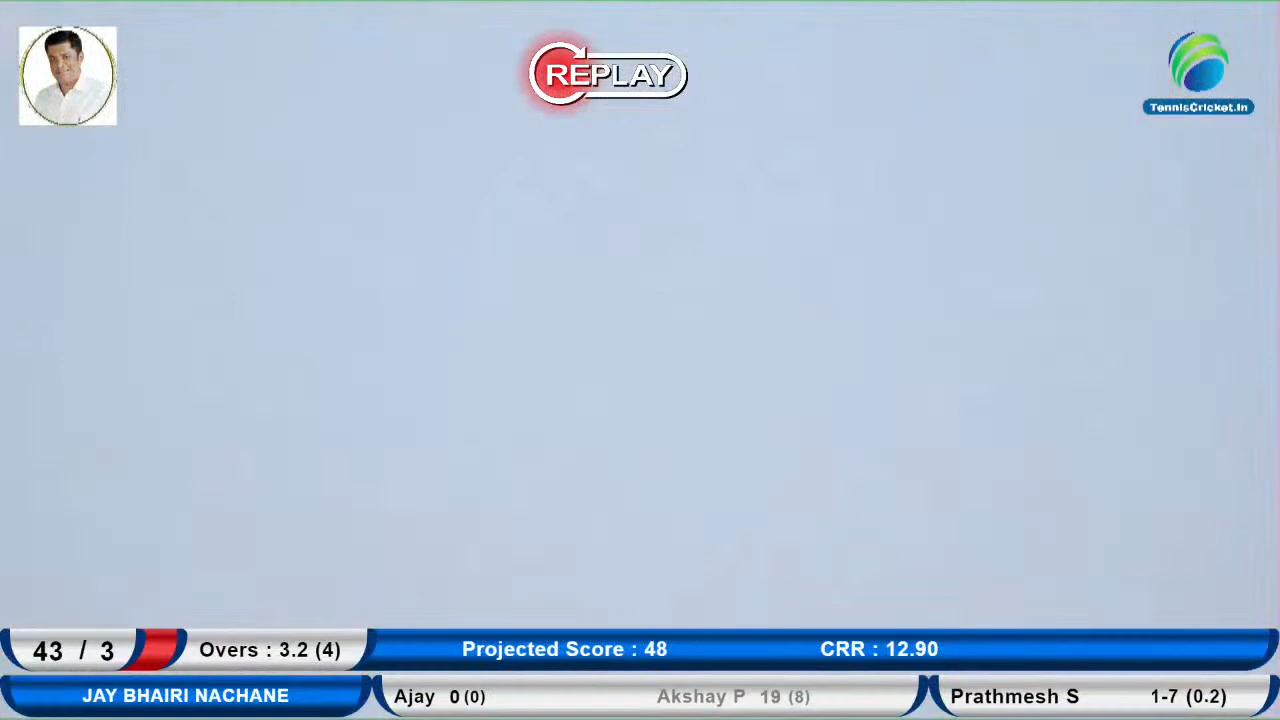 REPLAY
TennisCricket.in
43 / 3
Overs : 3.2 (4)
Projected Score : 48
CRR : 12.90
JAY BHAIRI NACHANE
Ajay 0 (0)
Akshay P 19 (8)
Prathmesh S 1-7 (0.2)